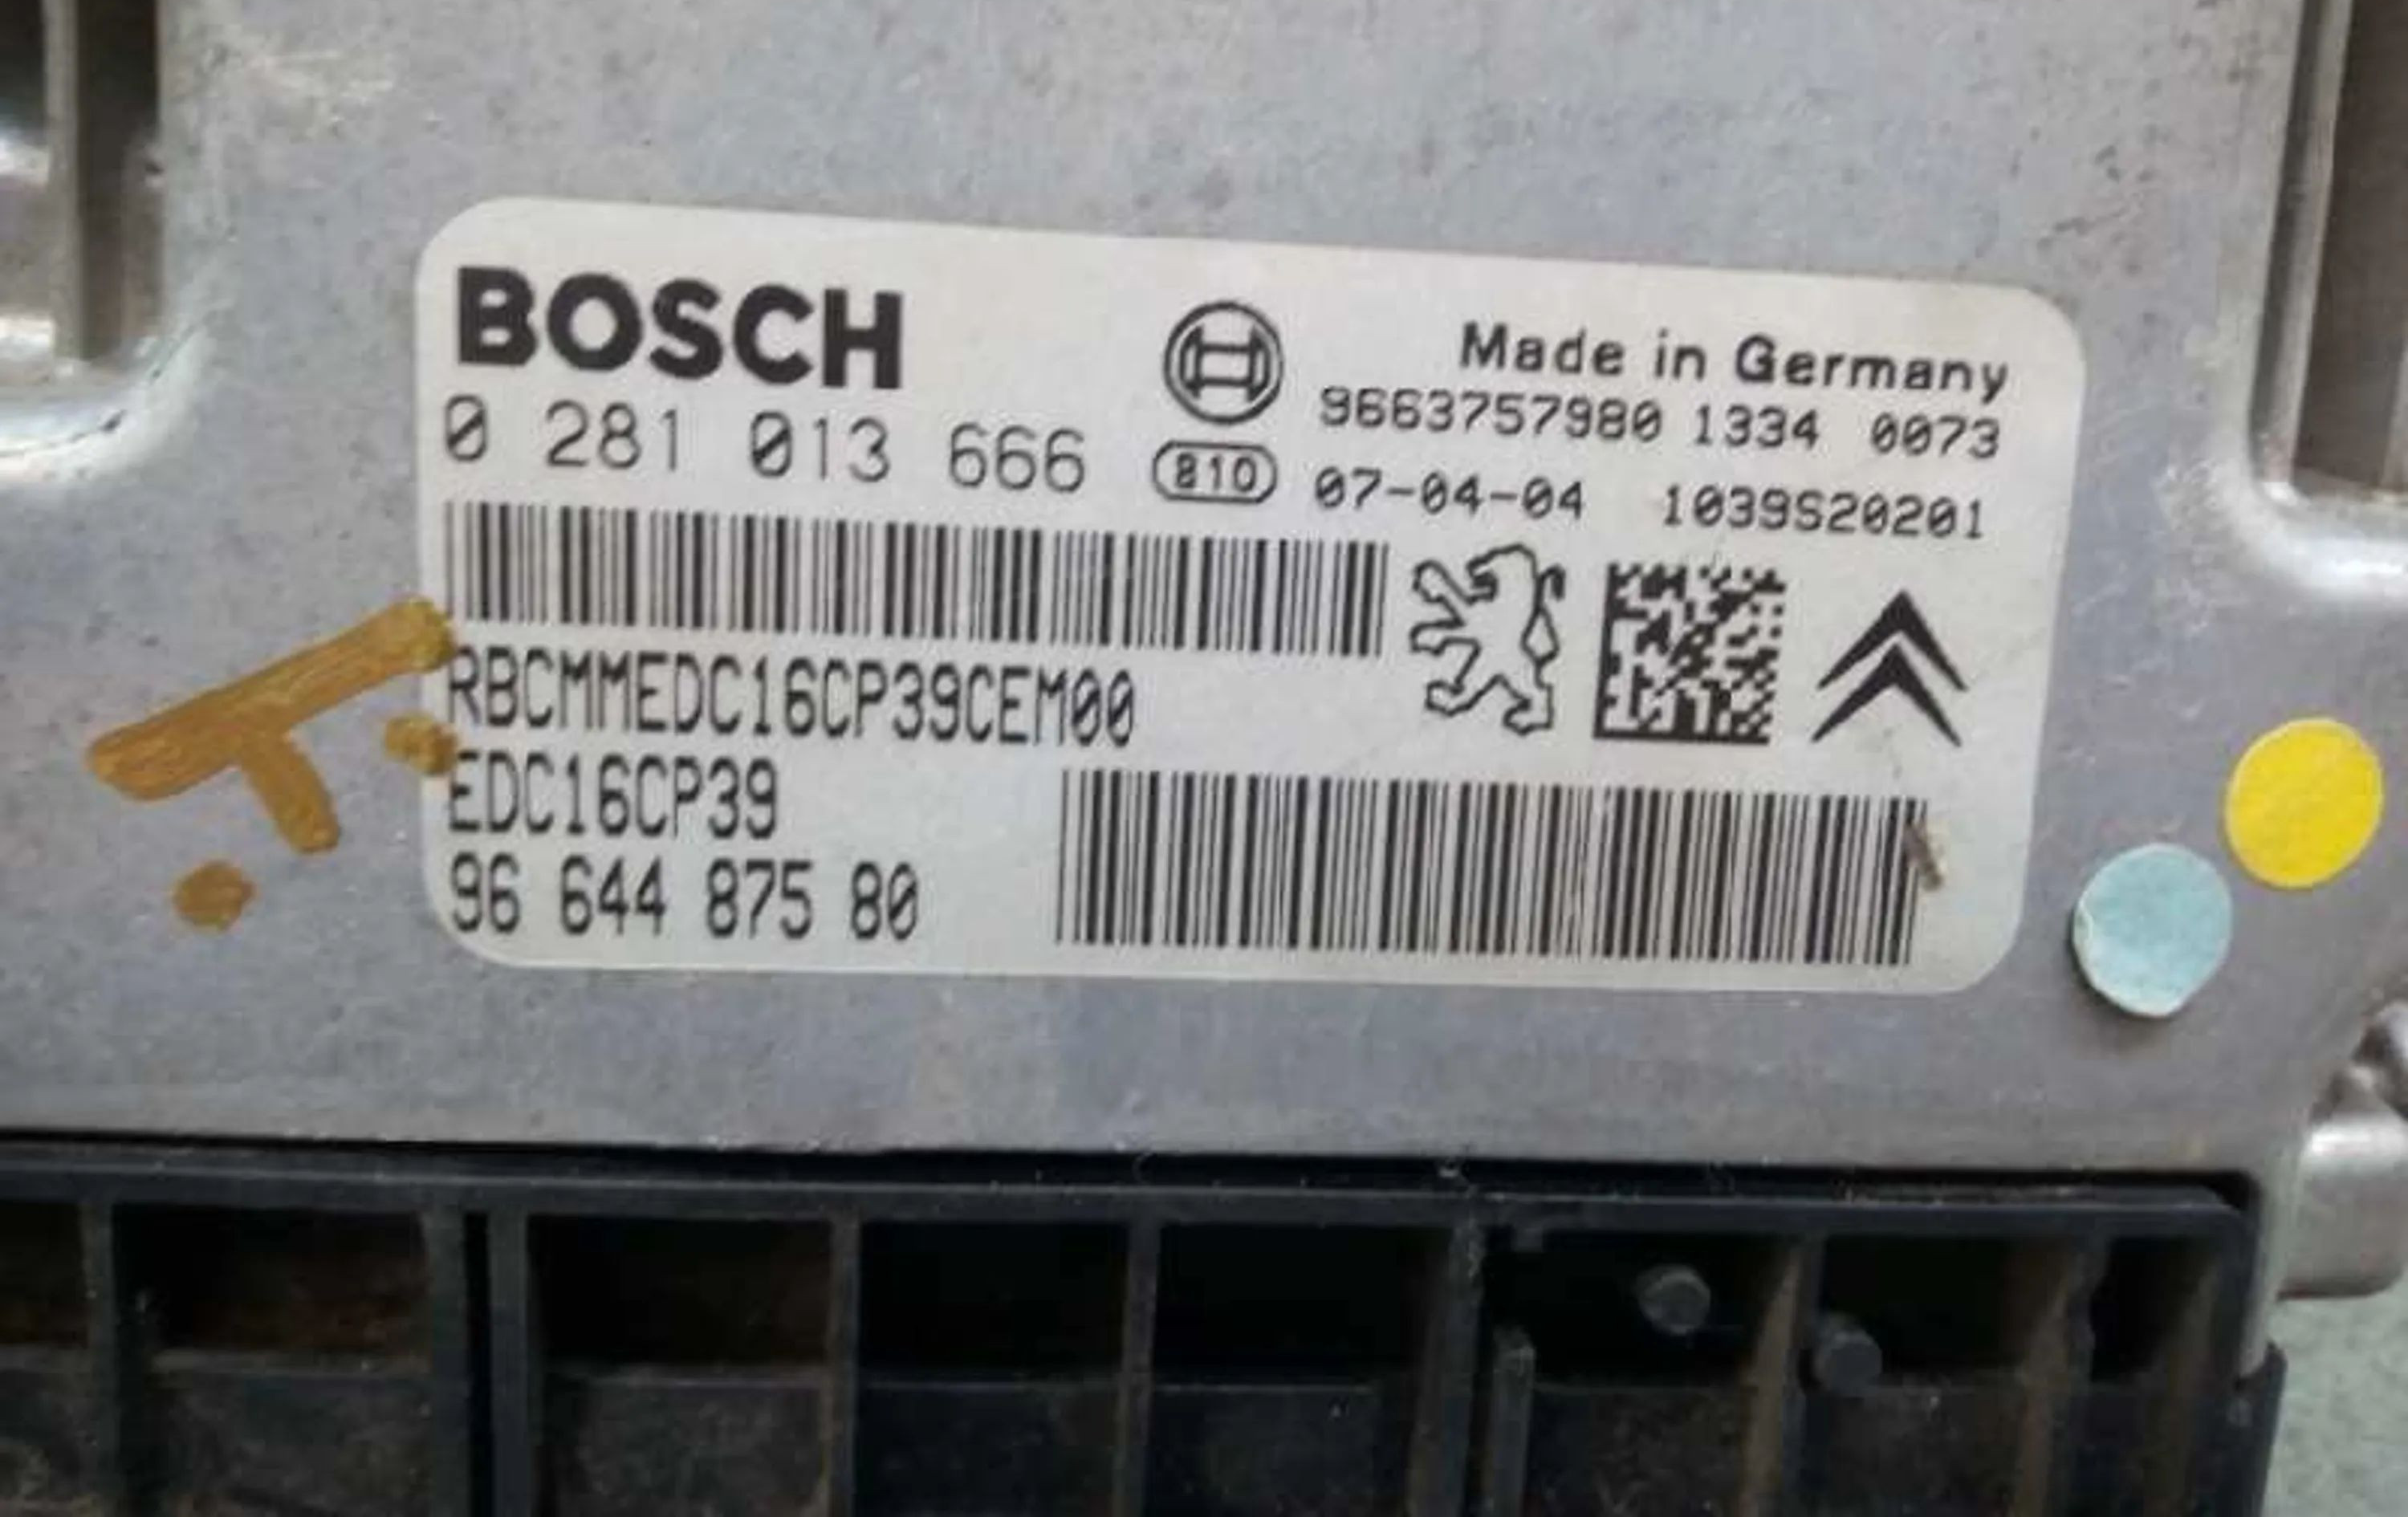 BOSCH
0 281 013 666
810
Made in Germany
9663757980 1334 0073
07-04-04 1039S20201
RBCMMEDC16CP39CEM00
EDC16CP39
96 644 875 80